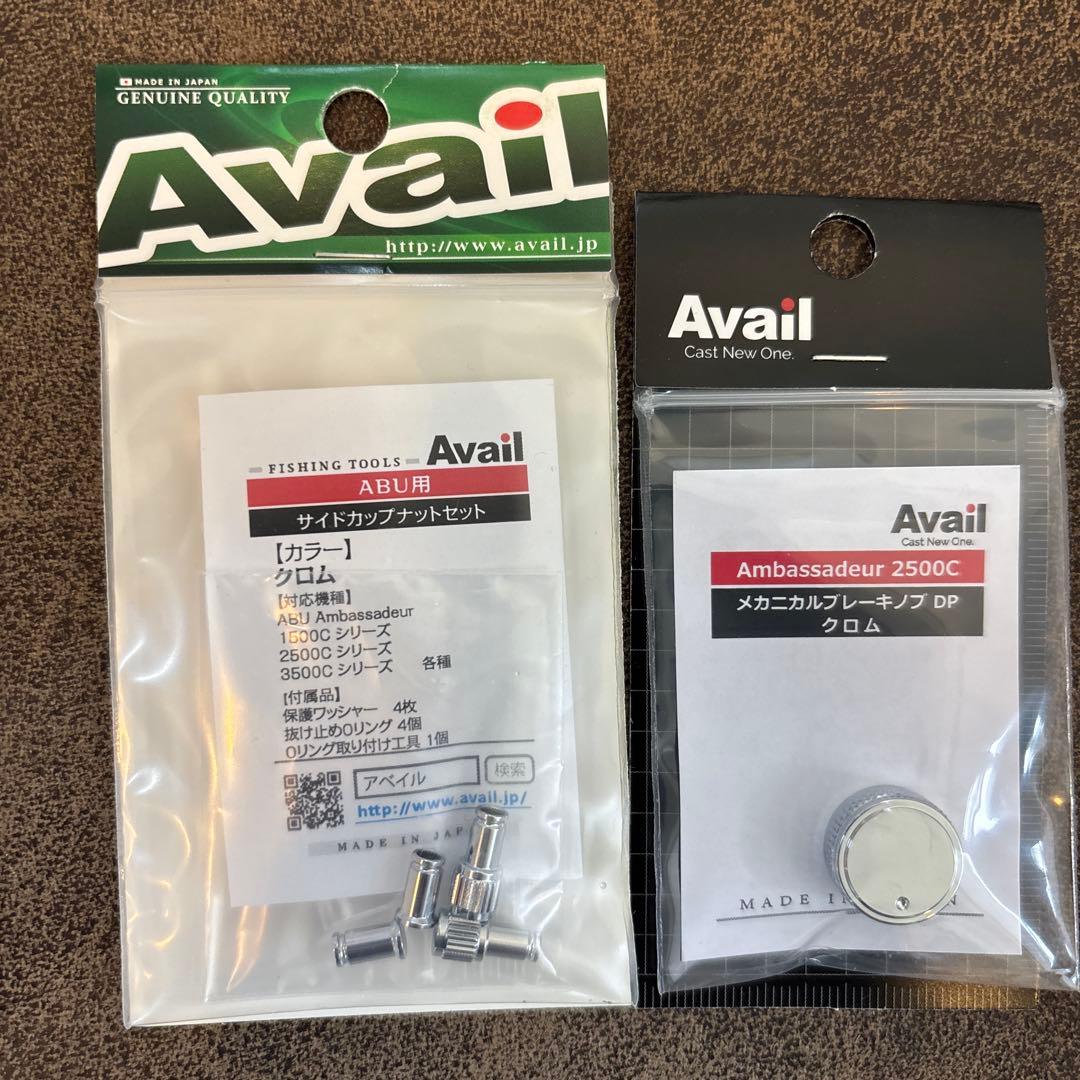 MADE IN JAPAN
GENUINE QUALITY
Avail
http://www.avail.jp
FISHING TOOLS
Avail
ABU用
サイドカップナットセット
【カラー】
クロム
【対応機種】
ABU Ambassadeur
1500C シリーズ
2500C シリーズ
3500C シリーズ 各種
【付属品】
保護ワッシャー 4枚
抜け止めOリング 4個
Oリング取り付け工具 1個
アベイル 検索
http://www.avail.jp/
MADE IN JAP
Avail
Cast New One.
Avail
Cast New One.
Ambassadeur 2500C
メカニカルブレーキノブ DP
クロム
MADE IN